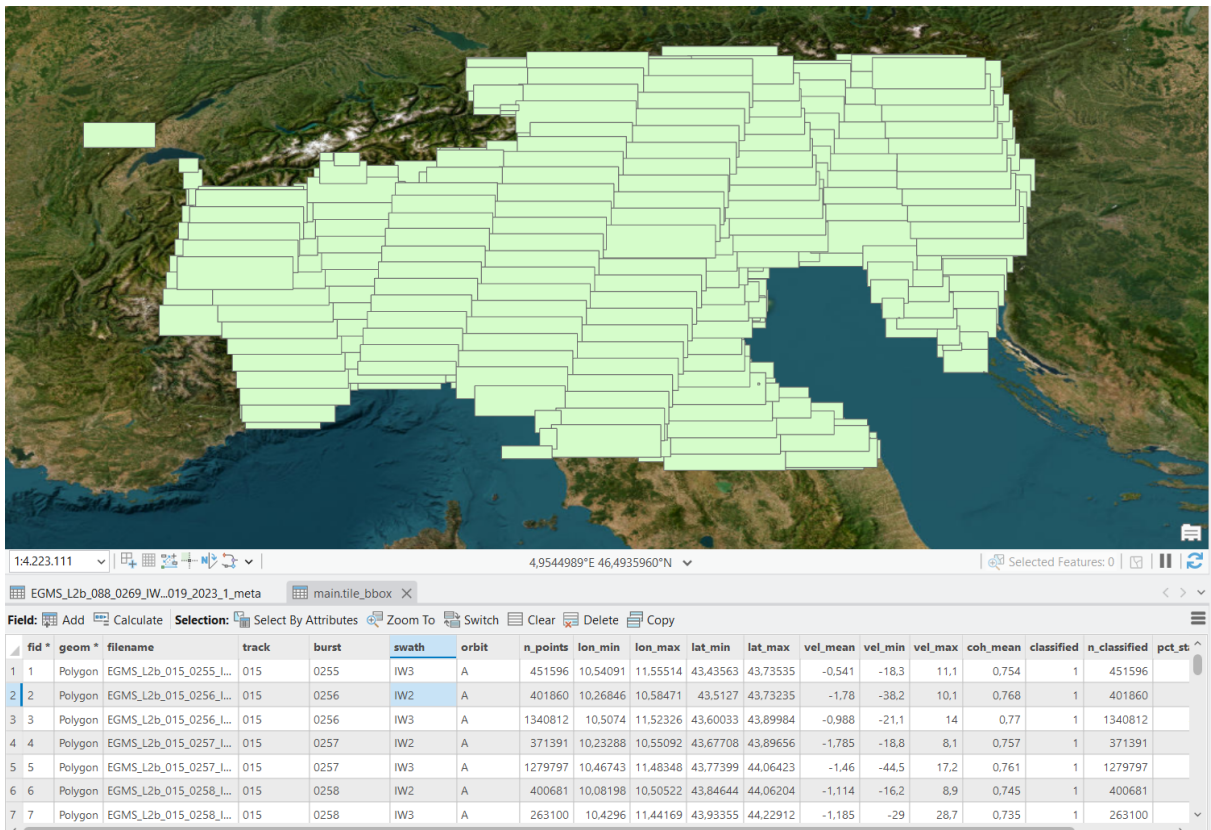 1:4.223.111 4,9544989°E 46,4935960°N Selected Features: 0
EGMS_L2b_088_0269_IW...019_2023_1_meta main.tile_bbox
Field: Add Calculate Selection: Select By Attributes Zoom To Switch Clear Delete Copy
fid * geom * filename track burst swath orbit n_points lon_min lon_max lat_min lat_max vel_mean vel_min vel_max coh_mean classified n_classified pct_st
1 1 Polygon EGMS_L2b_015_0255_I... 015 0255 IW3 A 451596 10,54091 11,55514 43,43563 43,73535 -0,541 -18,3 11,1 0,754 1 451596
2 2 Polygon EGMS_L2b_015_0256_I... 015 0256 IW2 A 401860 10,26846 10,58471 43,5127 43,73235 -1,78 -38,2 10,1 0,768 1 401860
3 3 Polygon EGMS_L2b_015_0256_I... 015 0256 IW3 A 1340812 10,5074 11,52326 43,60033 43,89984 -0,988 -21,1 14 0,77 1 1340812
4 4 Polygon EGMS_L2b_015_0257_I... 015 0257 IW2 A 371391 10,23288 10,55092 43,67708 43,89656 -1,785 -18,8 8,1 0,757 1 371391
5 5 Polygon EGMS_L2b_015_0257_I... 015 0257 IW3 A 1279797 10,46743 11,48348 43,77399 44,06423 -1,46 -44,5 17,2 0,761 1 1279797
6 6 Polygon EGMS_L2b_015_0258_I... 015 0258 IW2 A 400681 10,08198 10,50522 43,84644 44,06204 -1,114 -16,2 8,9 0,745 1 400681
7 7 Polygon EGMS_L2b_015_0258_I... 015 0258 IW3 A 263100 10,4296 11,44169 43,93355 44,22912 -1,185 -29 28,7 0,735 1 263100